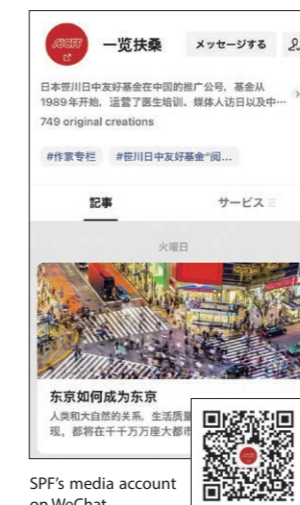 SJCFF
一览扶桑
メッセージする
日本笹川日中友好基金在中国的推广公号，基金从
1989年开始，运营了医生培训、媒体人访日以及中…
749 original creations
#作家专栏 #笹川日中友好基金“阅...
記事
サービス
火曜日
东京如何成为东京
人类和大自然的关系，生活质量
现，都将在千千万万座大都市
SPF's media account
on WeChat